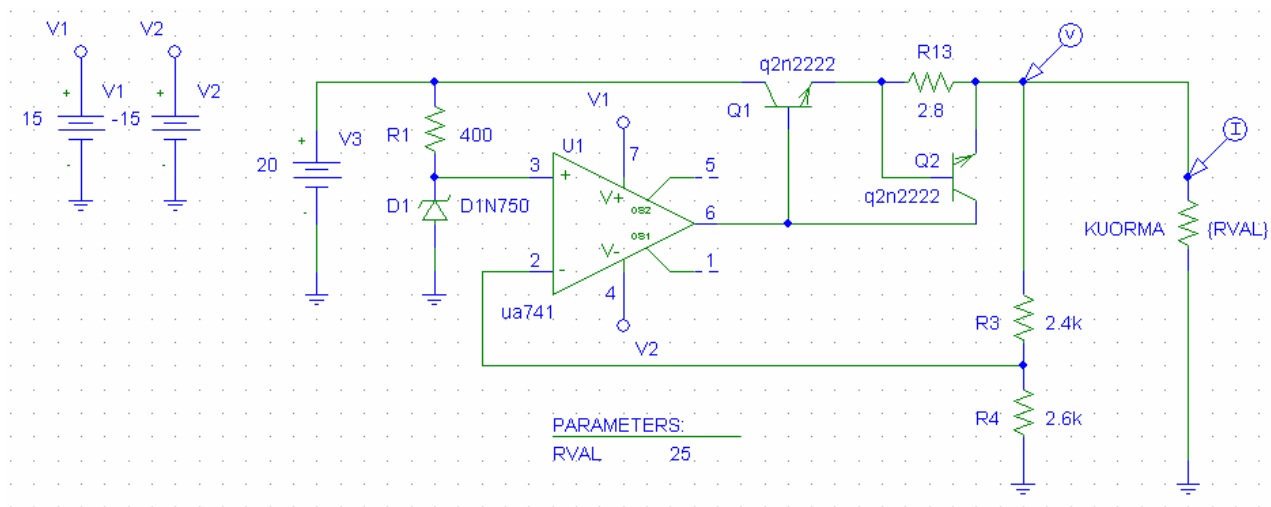 V1
V2
+
V1
15
-
+
V2
-15
-
+
V3
20
-
R1
400
D1
D1N750
U1
V1
7
3
+
V+
OS2
5
6
OS1
1
V-
2
-
4
ua741
V2
q2n2222
Q1
R13
2.8
Q2
q2n2222
V
I
KUORMA
{RVAL}
R3
2.4k
R4
2.6k
PARAMETERS:
RVAL 25